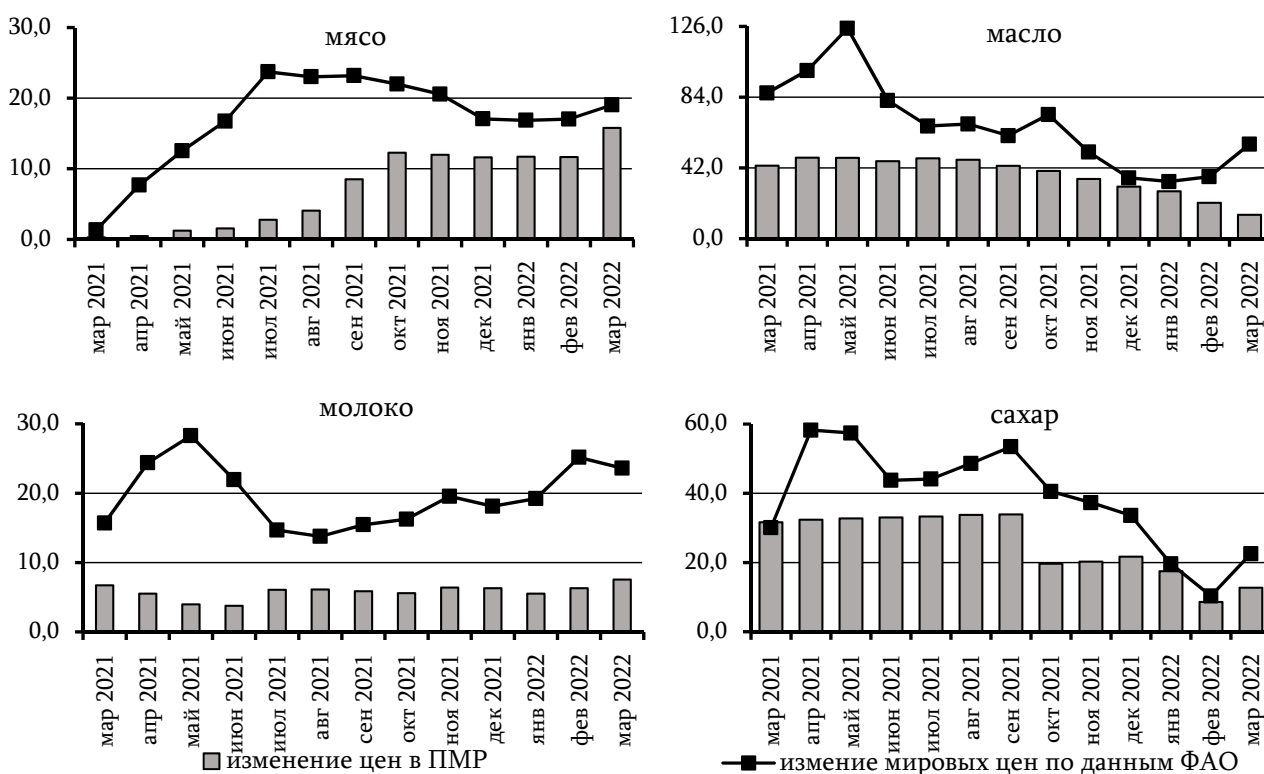 мясо
30,0
20,0
10,0
0,0
мар 2021
апр 2021
май 2021
июн 2021
июл 2021
авг 2021
сен 2021
окт 2021
ноя 2021
дек 2021
янв 2022
фев 2022
мар 2022
масло
126,0
84,0
42,0
0,0
мар 2021
апр 2021
май 2021
июн 2021
июл 2021
авг 2021
сен 2021
окт 2021
ноя 2021
дек 2021
янв 2022
фев 2022
мар 2022
молоко
30,0
20,0
10,0
0,0
мар 2021
апр 2021
май 2021
июн 2021
июл 2021
авг 2021
сен 2021
окт 2021
ноя 2021
дек 2021
янв 2022
фев 2022
мар 2022
сахар
60,0
40,0
20,0
0,0
мар 2021
апр 2021
май 2021
июн 2021
июл 2021
авг 2021
сен 2021
окт 2021
ноя 2021
дек 2021
янв 2022
фев 2022
мар 2022
изменение цен в ПМР
измение мировых цен по данным ФАО